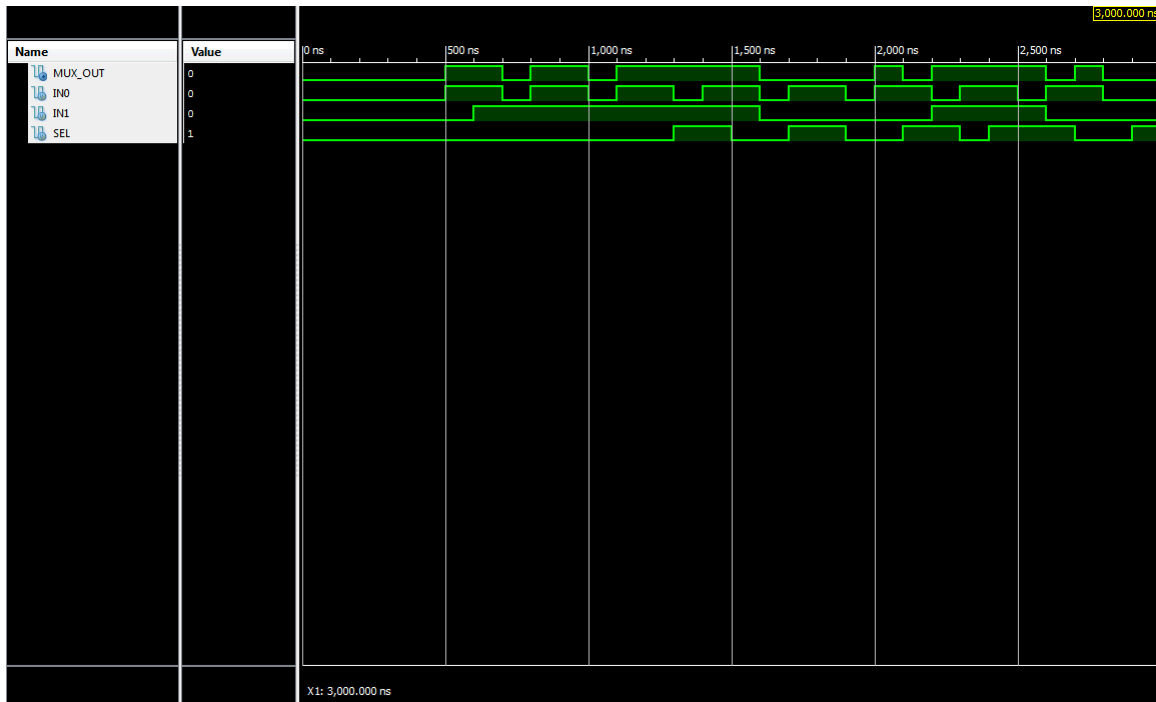 3,000.000 ns
Name Value
0 ns 500 ns 1,000 ns 1,500 ns 2,000 ns 2,500 ns
MUX_OUT 0
IN0 0
IN1 0
SEL 1
X1: 3,000.000 ns